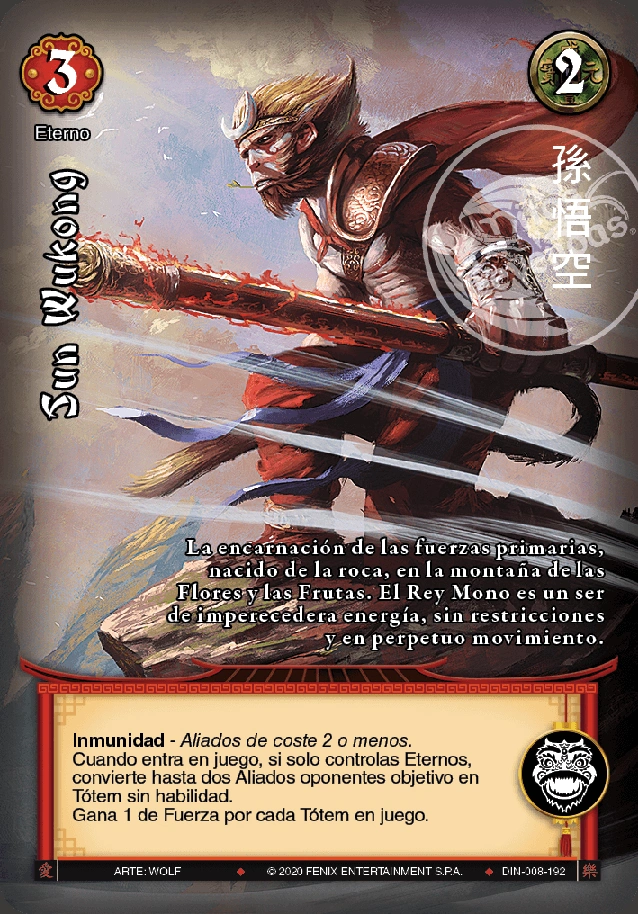 3
2
Eterno
Sun Wukong
孫
悟
空
La encarnación de las fuerzas primarias,
nacido de la roca, en la montaña de las
Flores y las Frutas. El Rey Mono es un ser
de imperecedera energía, sin restricciones
y en perpetuo movimiento.
Inmunidad - Aliados de coste 2 o menos.
Cuando entra en juego, si solo controlas Eternos,
convierte hasta dos Aliados oponentes objetivo en
Tótem sin habilidad.
Gana 1 de Fuerza por cada Tótem en juego.
愛 ARTE: WOLF © 2020 FENIX ENTERTAINMENT S.P.A. DIN-008-192 樂